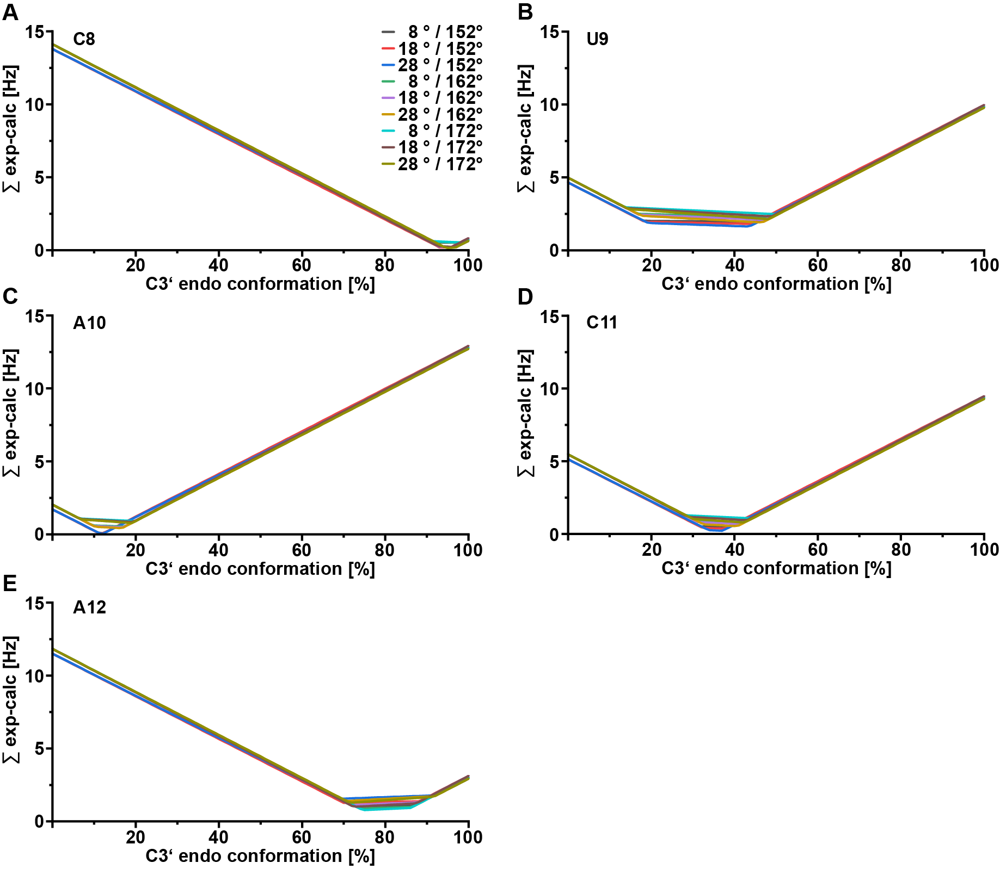 A
C8
15
10
5
0
∑ exp-calc [Hz]
20 40 60 80 100
C3‘ endo conformation [%]
8 ° / 152°
18 ° / 152°
28 ° / 152°
8 ° / 162°
18 ° / 162°
28 ° / 162°
8 ° / 172°
18 ° / 172°
28 ° / 172°
B
U9
15
10
5
0
∑ exp-calc [Hz]
20 40 60 80 100
C3‘ endo conformation [%]
C
A10
15
10
5
0
∑ exp-calc [Hz]
20 40 60 80 100
C3‘ endo conformation [%]
D
C11
15
10
5
0
∑ exp-calc [Hz]
20 40 60 80 100
C3‘ endo conformation [%]
E
A12
15
10
5
0
∑ exp-calc [Hz]
20 40 60 80 100
C3‘ endo conformation [%]